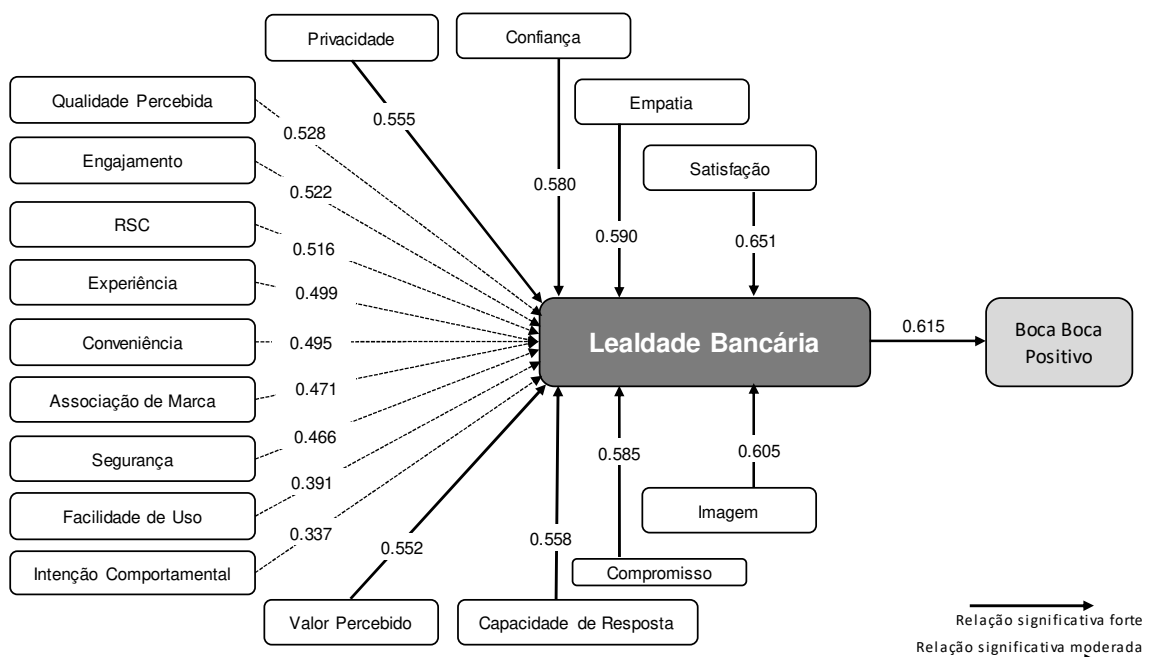 Privacidade
Confiança
Qualidade Percebida
Empatia
0.528
0.555
Engajamento
Satisfação
0.522
0.580
RSC
0.516
0.590
0.651
Experiência
0.499
Conveniência
0.495
Lealdade Bancária
0.615
Boca Boca
Positivo
Associação de Marca
0.471
Segurança
0.466
0.585
0.605
Facilidade de Uso
0.391
Imagem
0.337
0.552
0.558
Intenção Comportamental
Compromisso
Valor Percebido
Capacidade de Resposta
Relação significativa forte
Relação significativa moderada